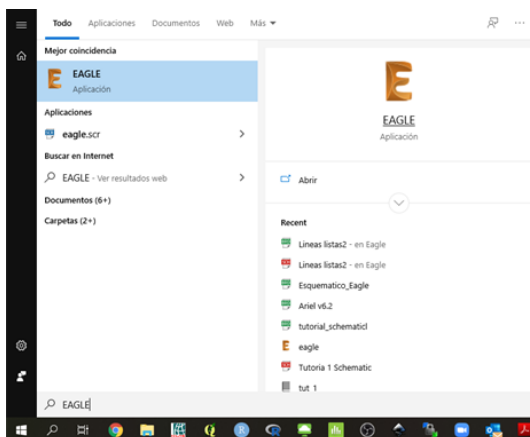 Todo Aplicaciones Documentos Web Más
Mejor coincidencia
EAGLE
Aplicación
Aplicaciones
eagle.scr
Buscar en Internet
EAGLE - Ver resultados web
Documentos (6+)
Carpetas (2+)
EAGLE
Aplicación
Abrir
Recent
Lineas listas2 - en Eagle
Lineas listas2 - en Eagle
Esquematico_Eagle
Ariel v6.2
tutorial_schematicl
eagle
Tutoria 1 Schematic
tut 1
EAGLE